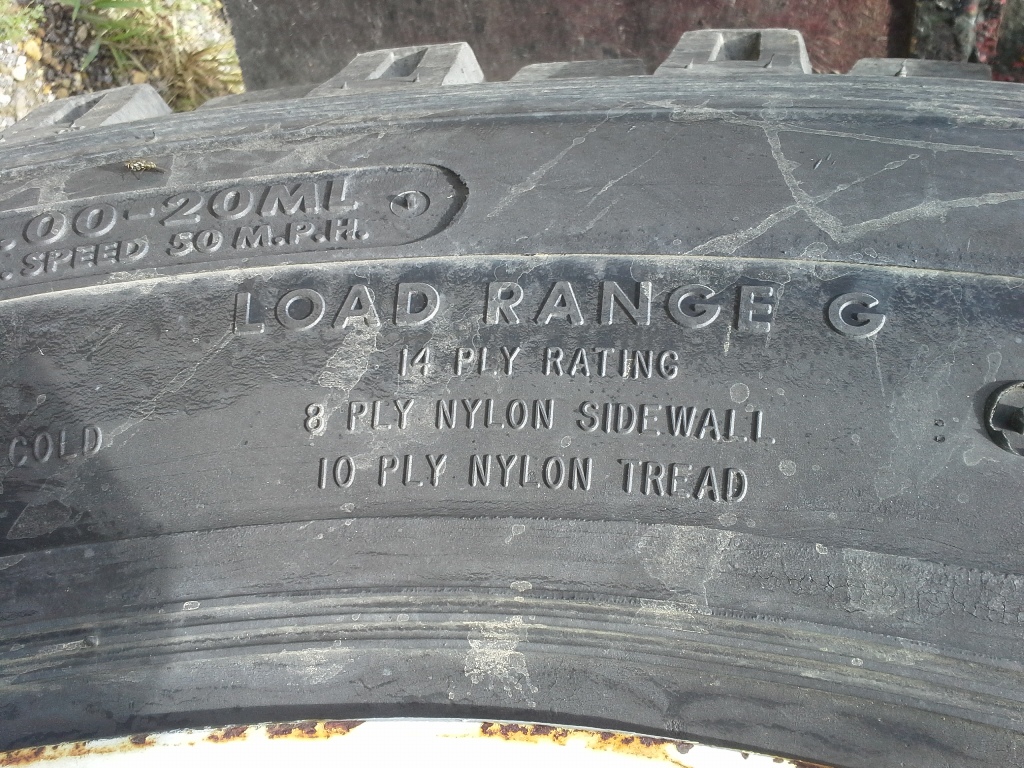 .00-20ML
. SPEED 50 M.P.H.
LOAD RANGE G
14 PLY RATING
8 PLY NYLON SIDEWALL
COLD
10 PLY NYLON TREAD